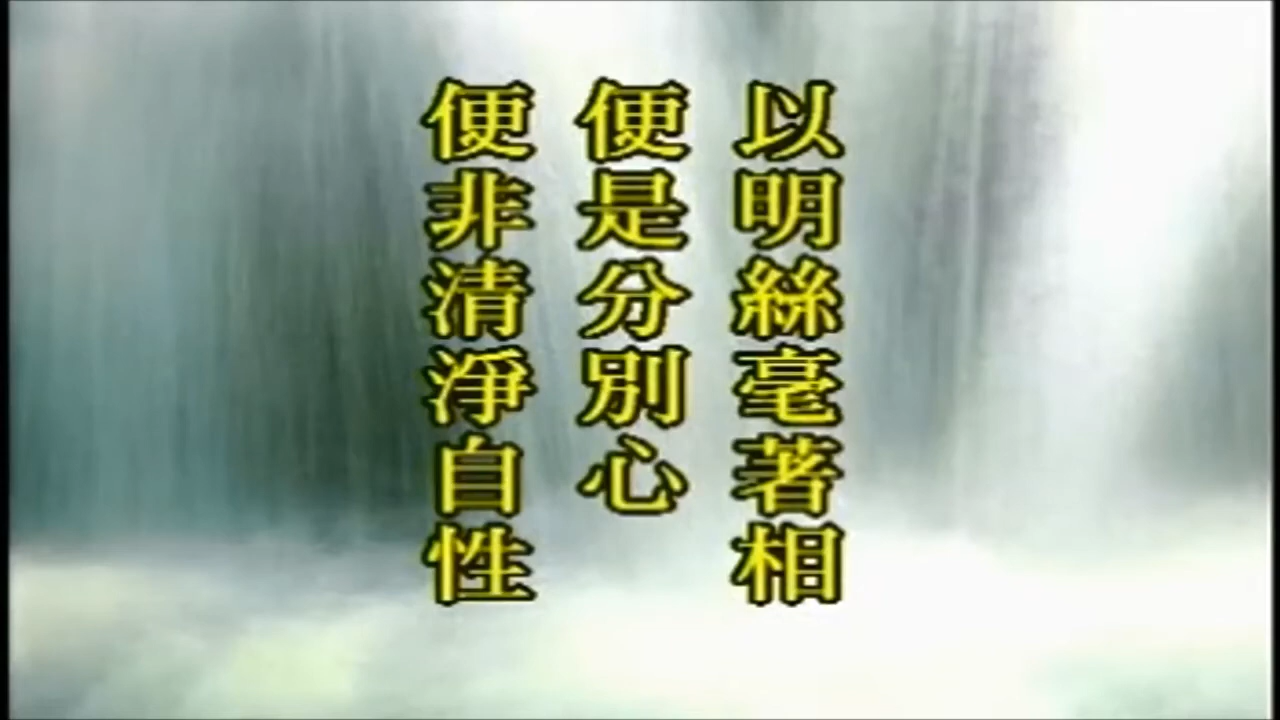 以明絲毫著相
便是分別心
便非清淨自性